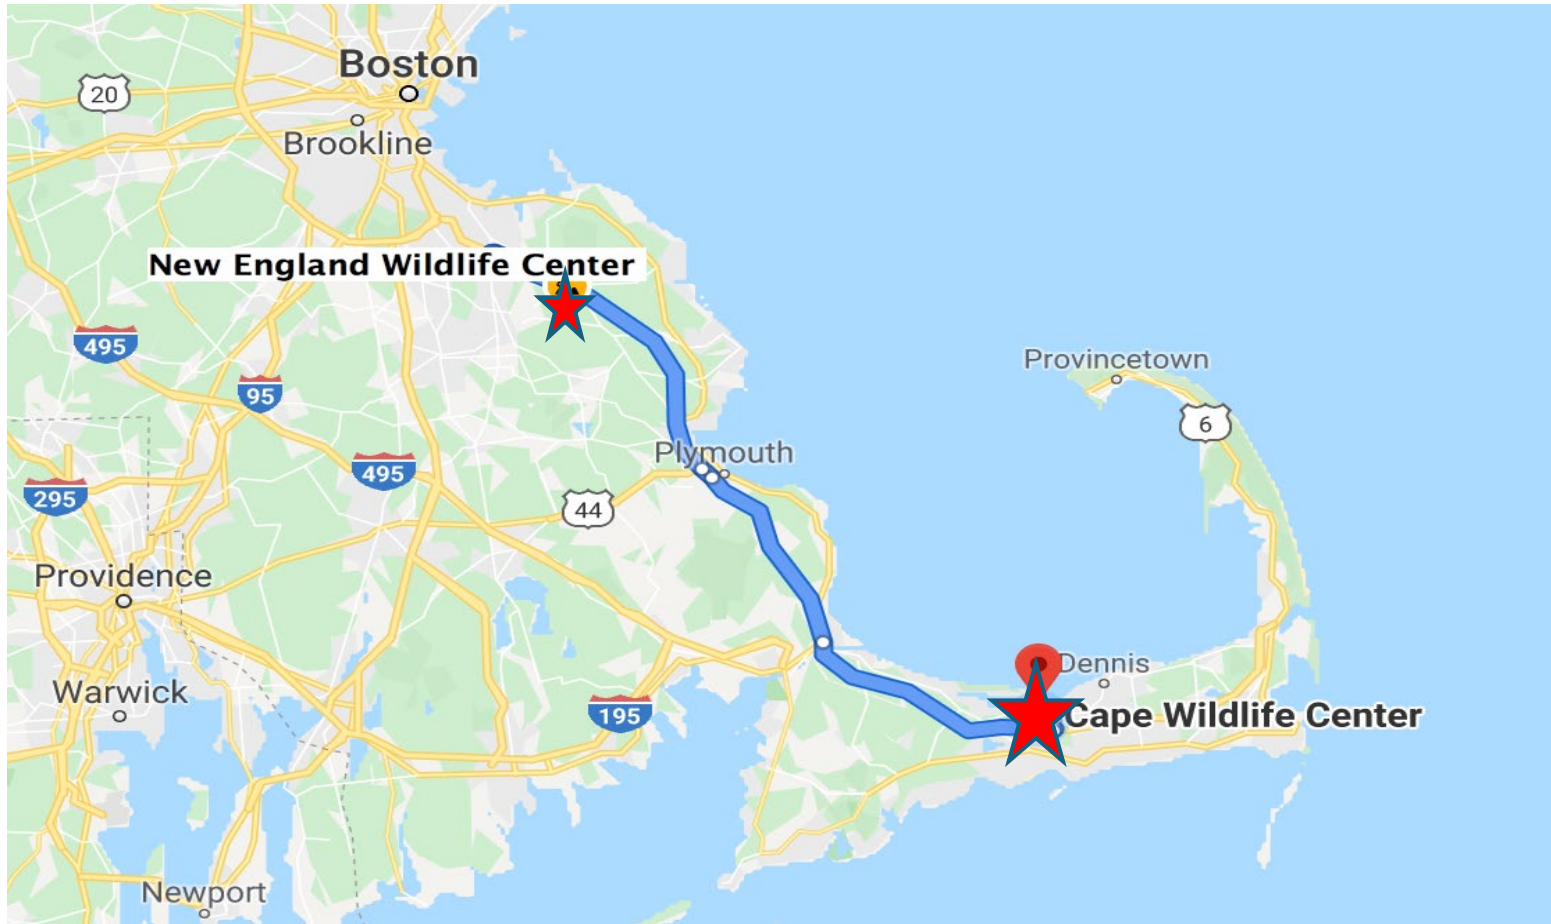 Boston
20
Brookline
New England Wildlife Center
495
Provincetown
95
6
Plymouth
495
295
44
Providence
Dennis
Warwick
195
Cape Wildlife Center
Newport